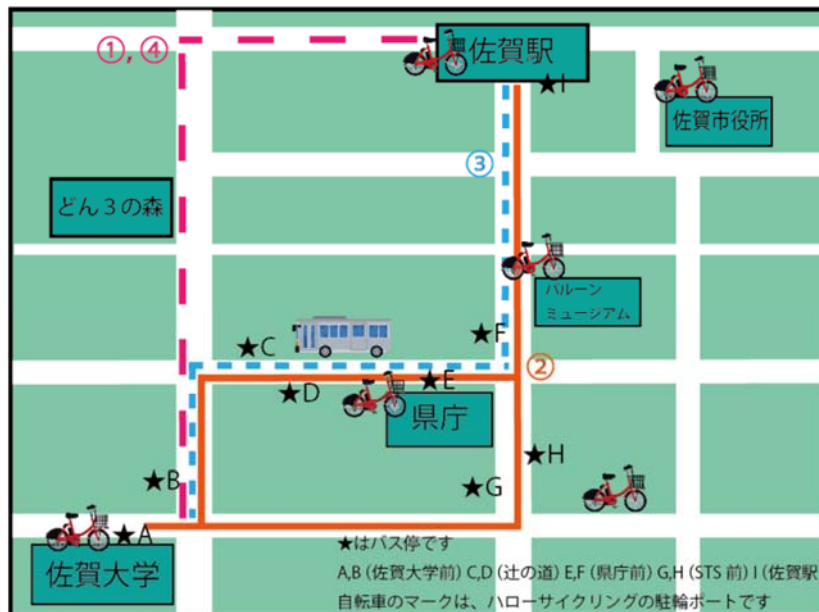 ①, ④
佐賀駅
★I
佐賀市役所
③
どん3の森
バルーン
ミュージアム
★C
★F
②
★D
★E
県庁
★B
★G
★H
★A
佐賀大学
★はバス停です
A,B (佐賀大学前) C,D (辻の道) E,F (県庁前) G,H (STS 前) I (佐賀駅
自転車のマークは、ハローサイクリングの駐輪ポートです